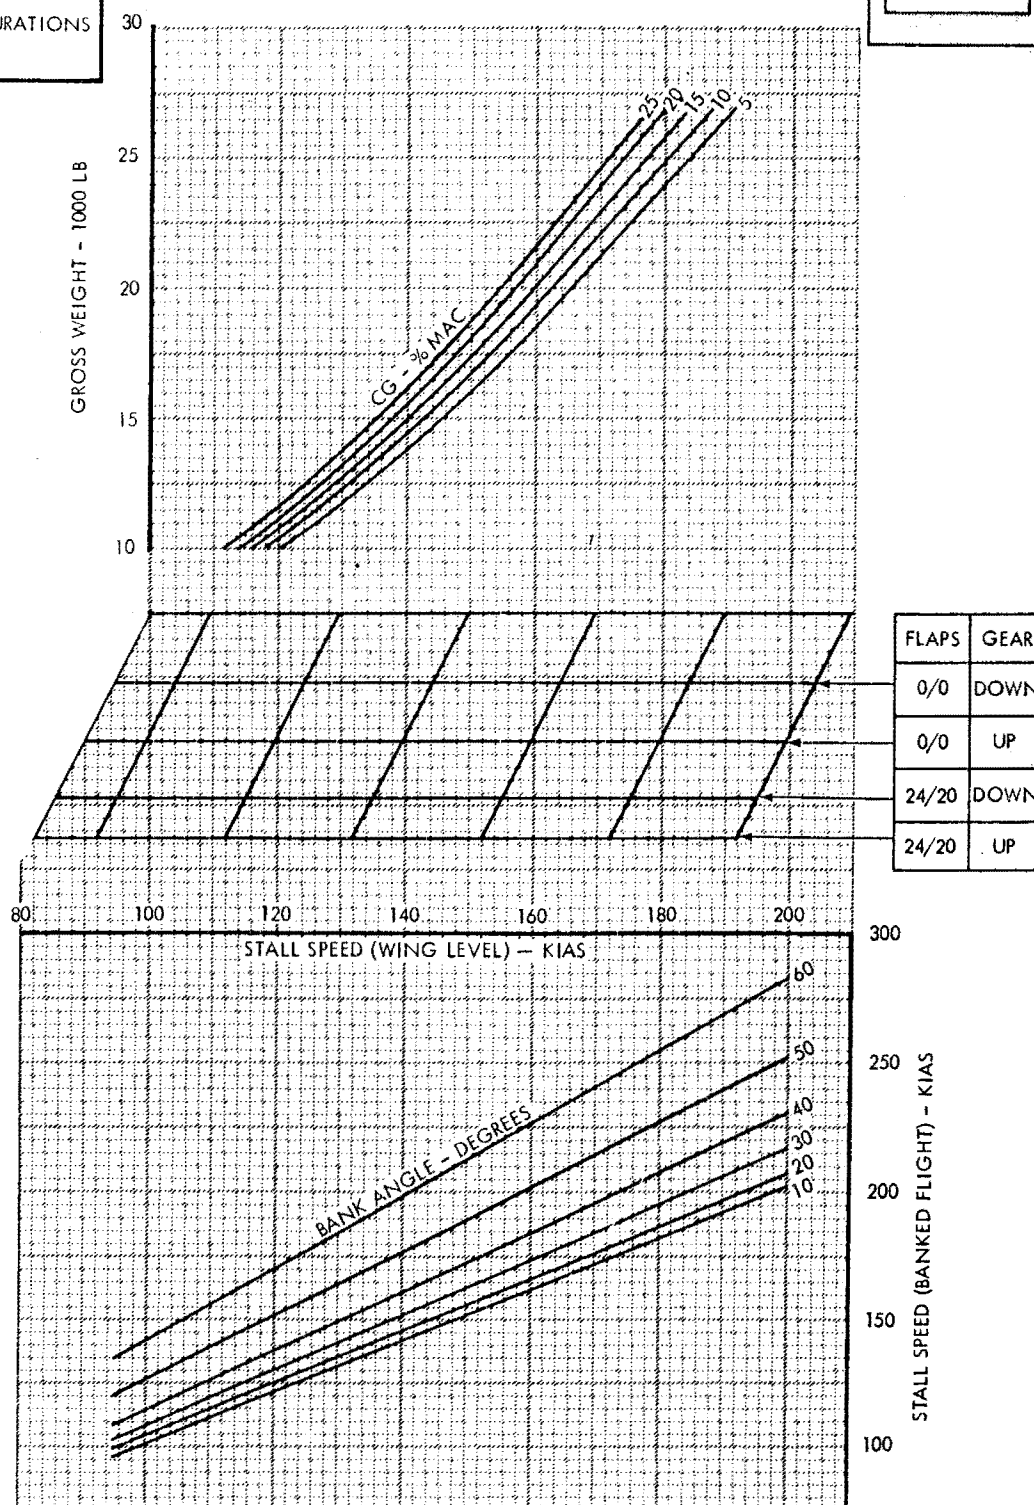 URATIONS
30
25
20
15
10
GROSS WEIGHT - 1000 LB
25
20
15
10
5
CG - % MAC
FLAPS GEAR
0/0 DOWN
0/0 UP
24/20 DOWN
24/20 UP
80 100 120 140 160 180 200
STALL SPEED (WING LEVEL) — KIAS
300
250
200
150
100
STALL SPEED (BANKED FLIGHT) – KIAS
60
50
40
30
20
10
BANK ANGLE - DEGREES